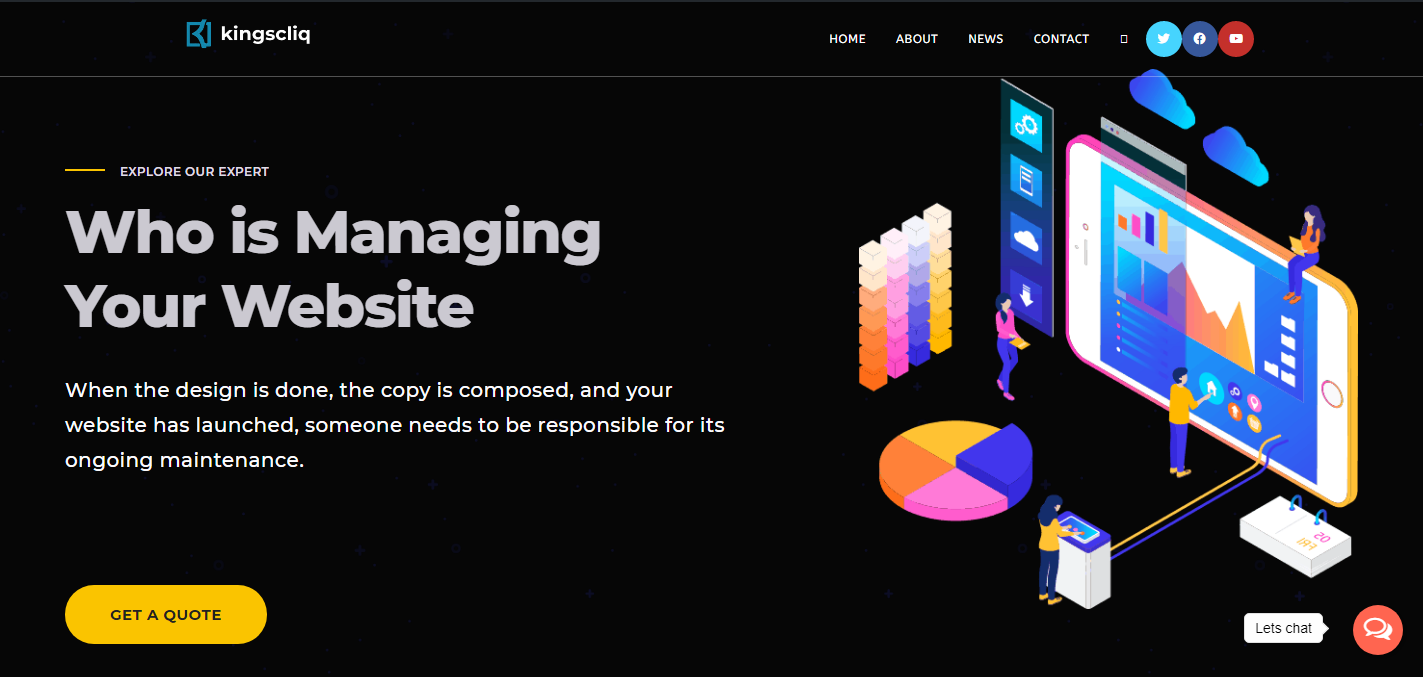 kingscliq
HOME ABOUT NEWS CONTACT
EXPLORE OUR EXPERT
Who is Managing
Your Website
When the design is done, the copy is composed, and your
website has launched, someone needs to be responsible for its
ongoing maintenance.
20
FRI
GET A QUOTE
Lets chat